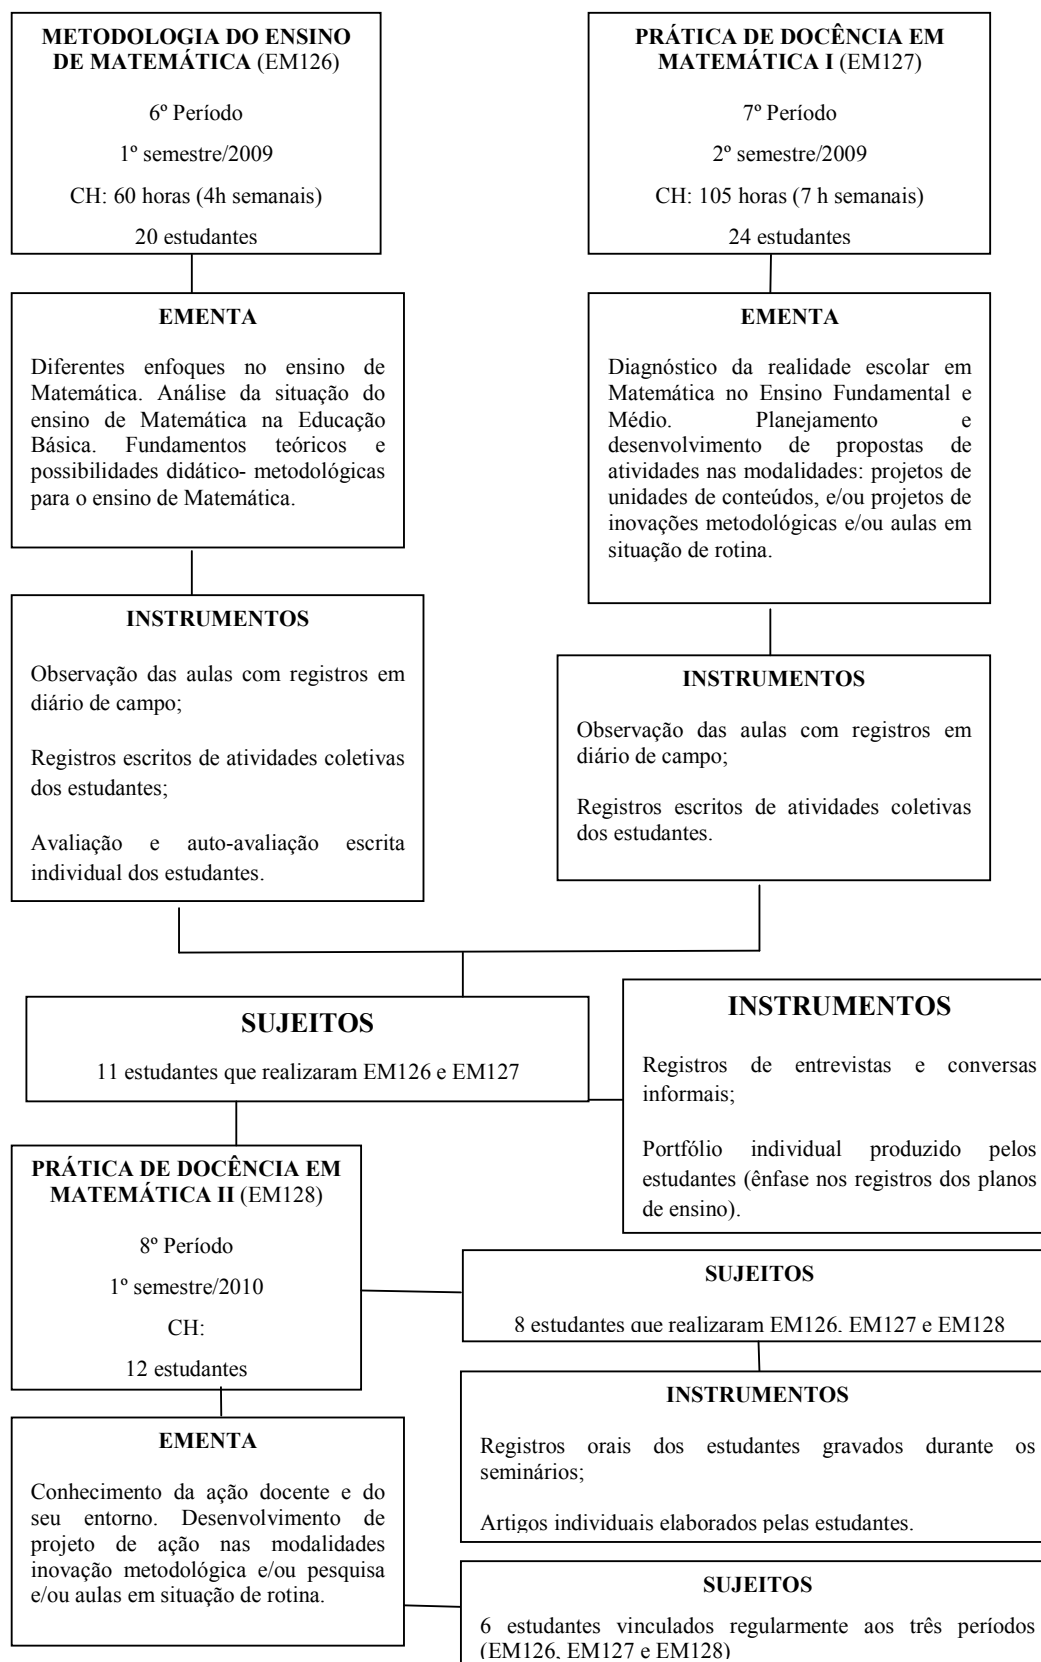 METODOLOGIA DO ENSINO
DE MATEMÁTICA (EM126)
6º Período
1º semestre/2009
CH: 60 horas (4h semanais)
20 estudantes
PRÁTICA DE DOCÊNCIA EM
MATEMÁTICA I (EM127)
7º Período
2º semestre/2009
CH: 105 horas (7 h semanais)
24 estudantes
EMENTA
Diferentes enfoques no ensino de
Matemática. Análise da situação do
ensino de Matemática na Educação
Básica. Fundamentos teóricos e
possibilidades didático- metodológicas
para o ensino de Matemática.
EMENTA
Diagnóstico da realidade escolar em
Matemática no Ensino Fundamental e
Médio. Planejamento e
desenvolvimento de propostas de
atividades nas modalidades: projetos de
unidades de conteúdos, e/ou projetos de
inovações metodológicas e/ou aulas em
situação de rotina.
INSTRUMENTOS
Observação das aulas com registros em
diário de campo;
Registros escritos de atividades coletivas
dos estudantes;
Avaliação e auto-avaliação escrita
individual dos estudantes.
INSTRUMENTOS
Observação das aulas com registros em
diário de campo;
Registros escritos de atividades coletivas
dos estudantes.
SUJEITOS
11 estudantes que realizaram EM126 e EM127
INSTRUMENTOS
Registros de entrevistas e conversas
informais;
Portfólio individual produzido pelos
estudantes (ênfase nos registros dos planos
de ensino).
PRÁTICA DE DOCÊNCIA EM
MATEMÁTICA II (EM128)
8º Período
1º semestre/2010
CH:
12 estudantes
SUJEITOS
8 estudantes que realizaram EM126, EM127 e EM128
INSTRUMENTOS
Registros orais dos estudantes gravados durante os
seminários;
Artigos individuais elaborados pelas estudantes.
EMENTA
Conhecimento da ação docente e do
seu entorno. Desenvolvimento de
projeto de ação nas modalidades
inovação metodológica e/ou pesquisa
e/ou aulas em situação de rotina.
SUJEITOS
6 estudantes vinculados regularmente aos três períodos
(EM126, EM127 e EM128)